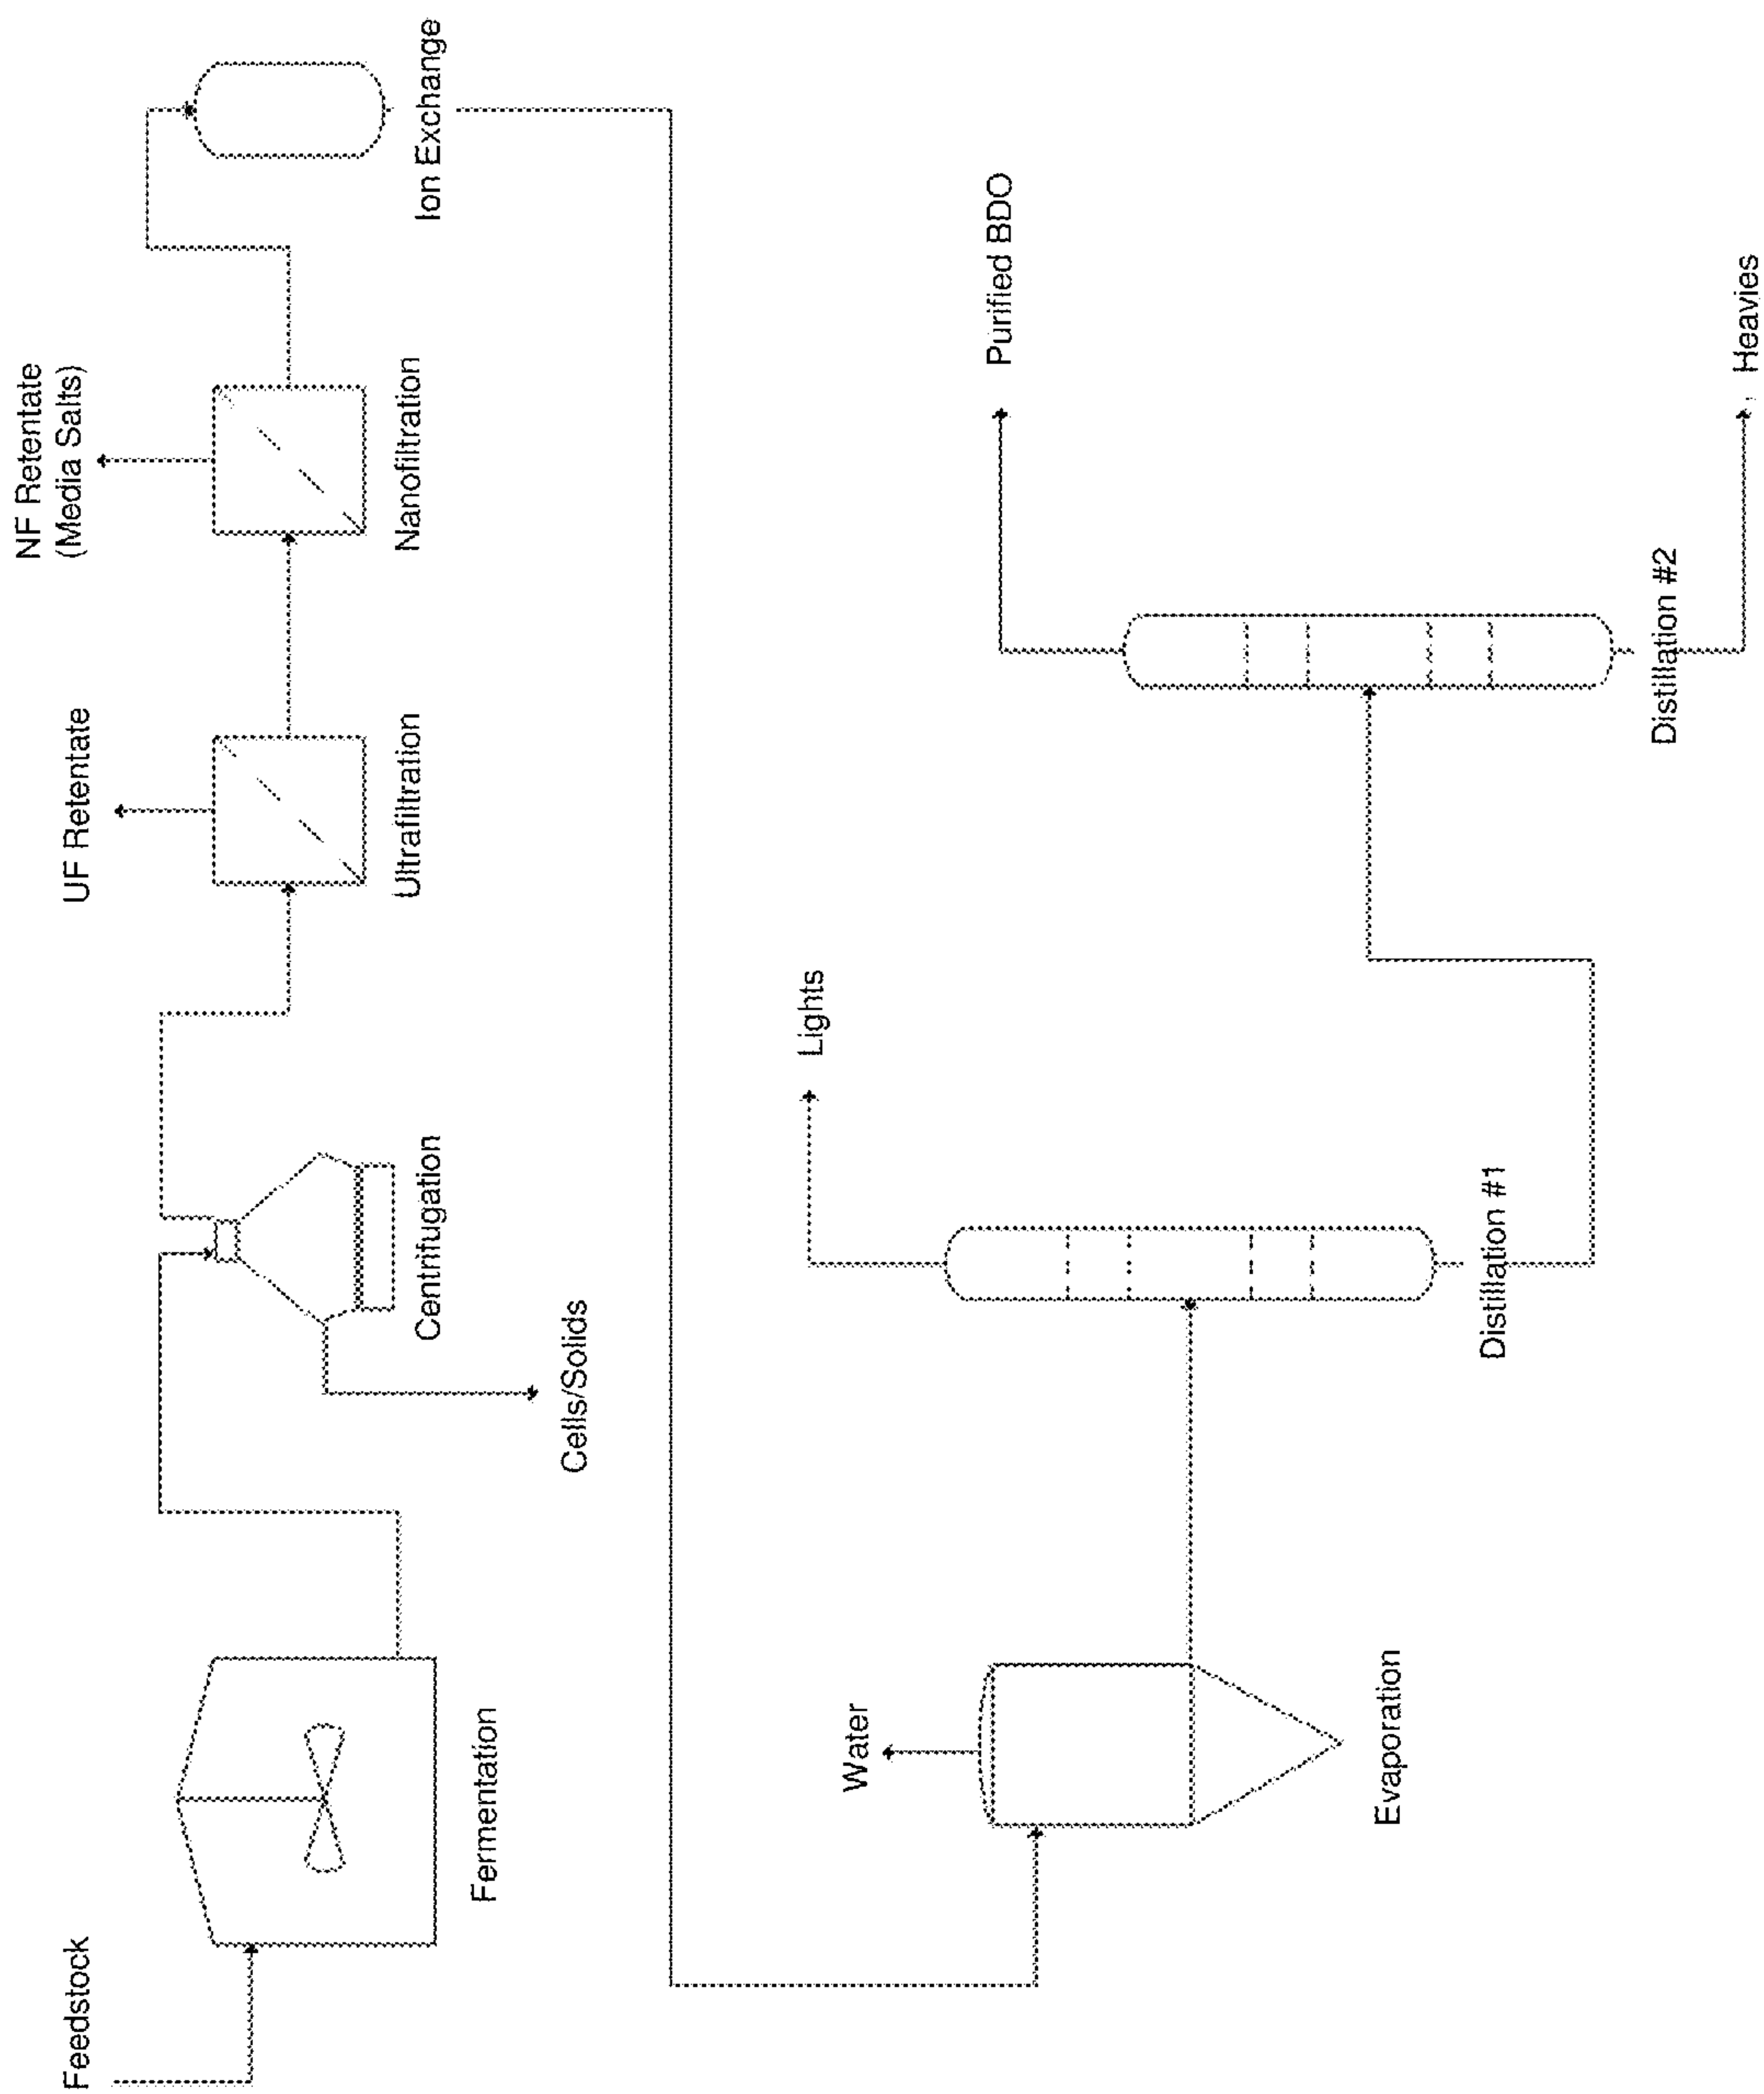 Feedstock
Fermentation
Centrifugation
Cells/Solids
UF Retentate
Ultrafiltration
NF Retentate
(Media Salts)
Nanofiltration
Ion Exchange
Water
Evaporation
Lights
Distillation #1
Purified BDO
Distillation #2
Heavies